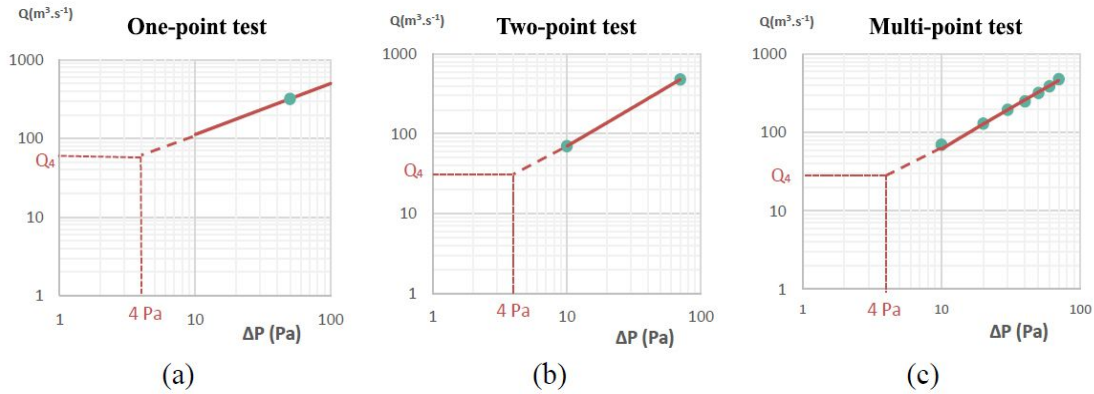 Q(m³.s⁻¹)
One-point test
1000
100
Q₄
10
1
1
4 Pa
10
100
ΔP (Pa)
(a)
Q(m³.s⁻¹)
Two-point test
1000
100
Q₄
10
1
1
4 Pa
10
100
ΔP (Pa)
(b)
Q(m³.s⁻¹)
Multi-point test
1000
100
Q₄
10
1
1
4 Pa
10
100
ΔP (Pa)
(c)